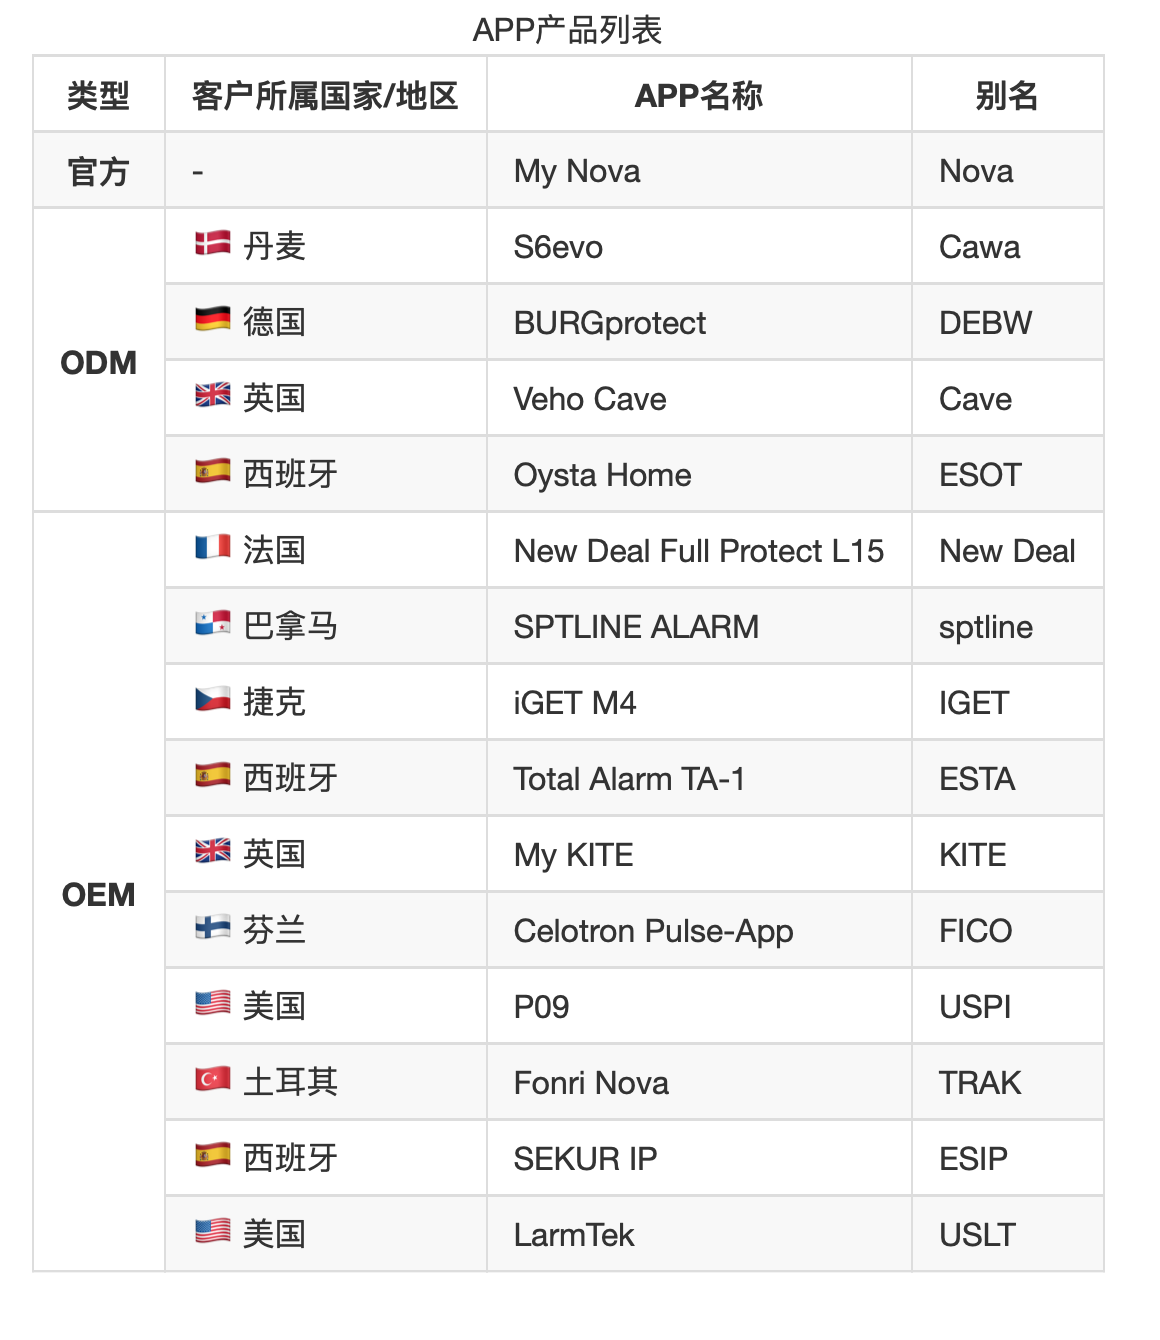 APP产品列表
类型 客户所属国家/地区 APP名称 别名
官方 - My Nova Nova
ODM
丹麦 S6evo Cawa
德国 BURGprotect DEBW
英国 Veho Cave Cave
西班牙 Oysta Home ESOT
OEM
法国 New Deal Full Protect L15 New Deal
巴拿马 SPTLINE ALARM sptline
捷克 iGET M4 IGET
西班牙 Total Alarm TA-1 ESTA
英国 My KITE KITE
芬兰 Celotron Pulse-App FICO
美国 P09 USPI
土耳其 Fonri Nova TRAK
西班牙 SEKUR IP ESIP
美国 LarmTek USLT